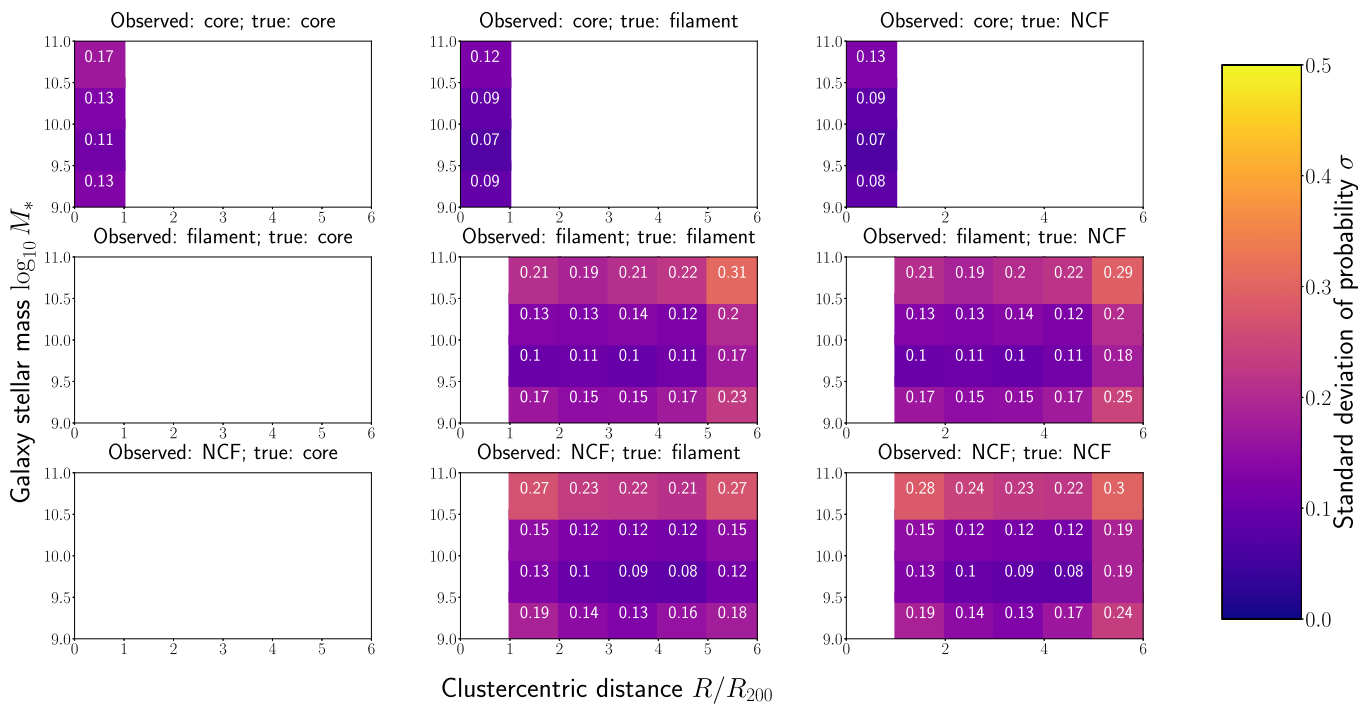 Observed: core; true: core
Observed: core; true: filament
Observed: core; true: NCF
11.0
10.5
10.0
9.5
9.0
0.17
0.13
0.11
0.13
0 1 2 3 4 5 6
11.0
10.5
10.0
9.5
9.0
0.12
0.09
0.07
0.09
0 1 2 3 4 5 6
11.0
10.5
10.0
9.5
9.0
0.13
0.09
0.07
0.08
0 2 4 6
Observed: filament; true: core
Observed: filament; true: filament
Observed: filament; true: NCF
11.0
10.5
10.0
9.5
9.0
0 1 2 3 4 5 6
11.0
10.5
10.0
9.5
9.0
0.21 0.19 0.21 0.22 0.31
0.13 0.13 0.14 0.12 0.2
0.1 0.11 0.1 0.11 0.17
0.17 0.15 0.15 0.17 0.23
0 1 2 3 4 5 6
11.0
10.5
10.0
9.5
9.0
0.21 0.19 0.2 0.22 0.29
0.13 0.13 0.14 0.12 0.2
0.1 0.11 0.1 0.11 0.18
0.17 0.15 0.15 0.17 0.25
0 2 4 6
Observed: NCF; true: core
Observed: NCF; true: filament
Observed: NCF; true: NCF
11.0
10.5
10.0
9.5
9.0
0 1 2 3 4 5 6
11.0
10.5
10.0
9.5
9.0
0.27 0.23 0.22 0.21 0.27
0.15 0.12 0.12 0.12 0.15
0.13 0.1 0.09 0.08 0.12
0.19 0.14 0.13 0.16 0.18
0 1 2 3 4 5 6
11.0
10.5
10.0
9.5
9.0
0.28 0.24 0.23 0.22 0.3
0.15 0.12 0.12 0.12 0.19
0.13 0.1 0.09 0.08 0.19
0.19 0.14 0.13 0.17 0.24
0 2 4 6
Galaxy stellar mass log₁₀ M*
Clustercentric distance R/R₂₀₀
0.5
0.4
0.3
0.2
0.1
0.0
Standard deviation of probability σ